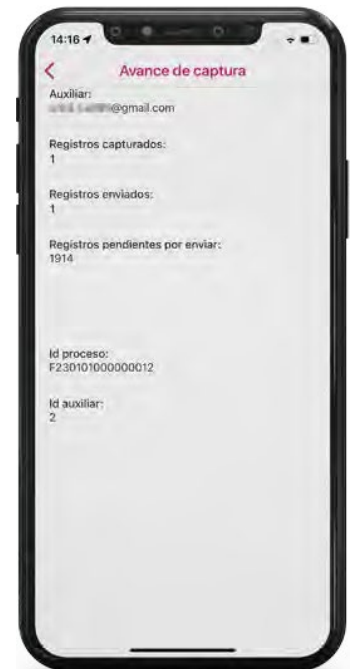 14:16
Avance de captura
Auxiliar:
@gmail.com
Registros capturados:
1
Registros enviados:
1
Registros pendientes por enviar:
1914
Id proceso:
F230101000000012
Id auxiliar:
2